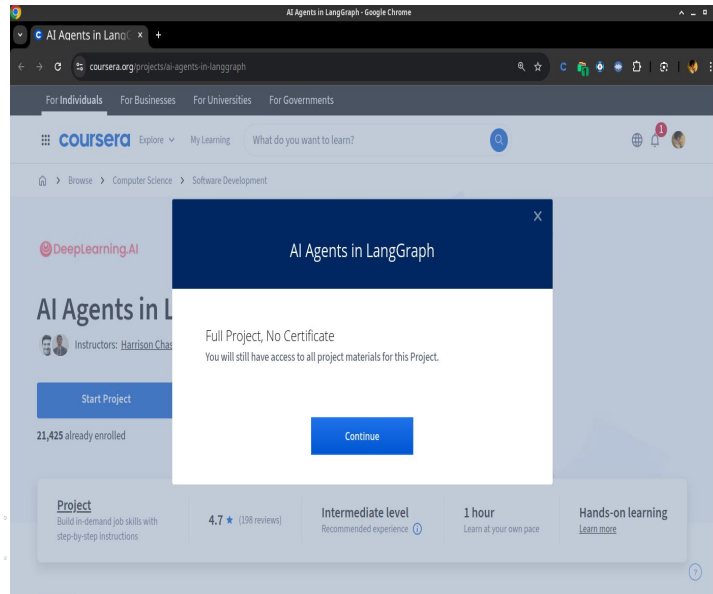 AI Agents in LangGraph - Google Chrome
AI Agents in LangG
coursera.org/projects/ai-agents-in-langgraph
For Individuals For Businesses For Universities For Governments
coursera Explore My Learning What do you want to learn? 1
Browse > Computer Science > Software Development
X
DeepLearning.AI
AI Agents in LangGraph
AI Agents in L
Full Project, No Certificate
Instructors: Harrison Chas
You will still have access to all project materials for this Project.
Start Project
21,425 already enrolled
Continue
Project
Build in-demand job skills with
step-by-step instructions
4.7 ★ (198 reviews)
Intermediate level
Recommended experience
1 hour
Learn at your own pace
Hands-on learning
Learn more
?